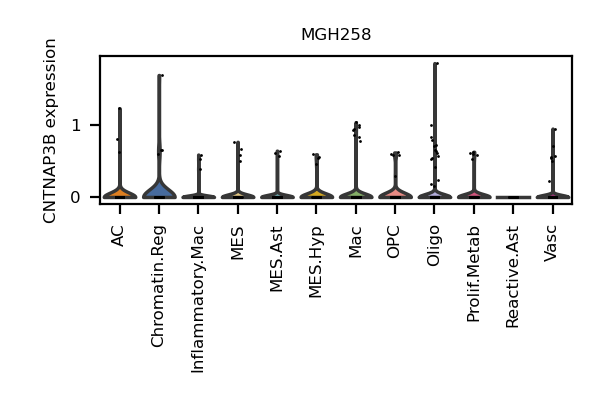 MGH258
CNTNAP3B expression
1
0
AC
Chromatin.Reg
Inflammatory.Mac
MES
MES.Ast
MES.Hyp
Mac
OPC
Oligo
Prolif.Metab
Reactive.Ast
Vasc